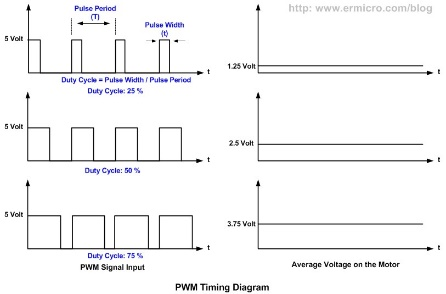 http: www.ermicro.com/blog
Pulse Period
(T)
Pulse Width
(t)
5 Volt
t
Duty Cycle = Pulse Width / Pulse Period
Duty Cycle: 25 %
1.25 Volt
t
5 Volt
t
Duty Cycle: 50 %
2.5 Volt
t
5 Volt
t
Duty Cycle: 75 %
PWM Signal Input
3.75 Volt
t
Average Voltage on the Motor
PWM Timing Diagram